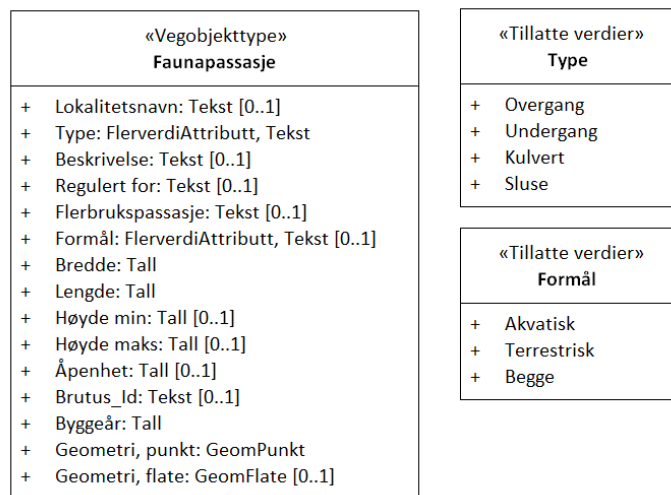 «Vegobjekttype»
Faunapassasje
+ Lokalitetsnavn: Tekst [0..1]
+ Type: FlerverdiAttributt, Tekst
+ Beskrivelse: Tekst [0..1]
+ Regulert for: Tekst [0..1]
+ Flerbrukspassasje: Tekst [0..1]
+ Formål: FlerverdiAttributt, Tekst [0..1]
+ Bredde: Tall
+ Lengde: Tall
+ Høyde min: Tall [0..1]
+ Høyde maks: Tall [0..1]
+ Åpenhet: Tall [0..1]
+ Brutus_Id: Tekst [0..1]
+ Byggeår: Tall
+ Geometri, punkt: GeomPunkt
+ Geometri, flate: GeomFlate [0..1]
«Tillatte verdier»
Type
+ Overgang
+ Undergang
+ Kulvert
+ Sluse
«Tillatte verdier»
Formål
+ Akvatisk
+ Terrestrisk
+ Begge